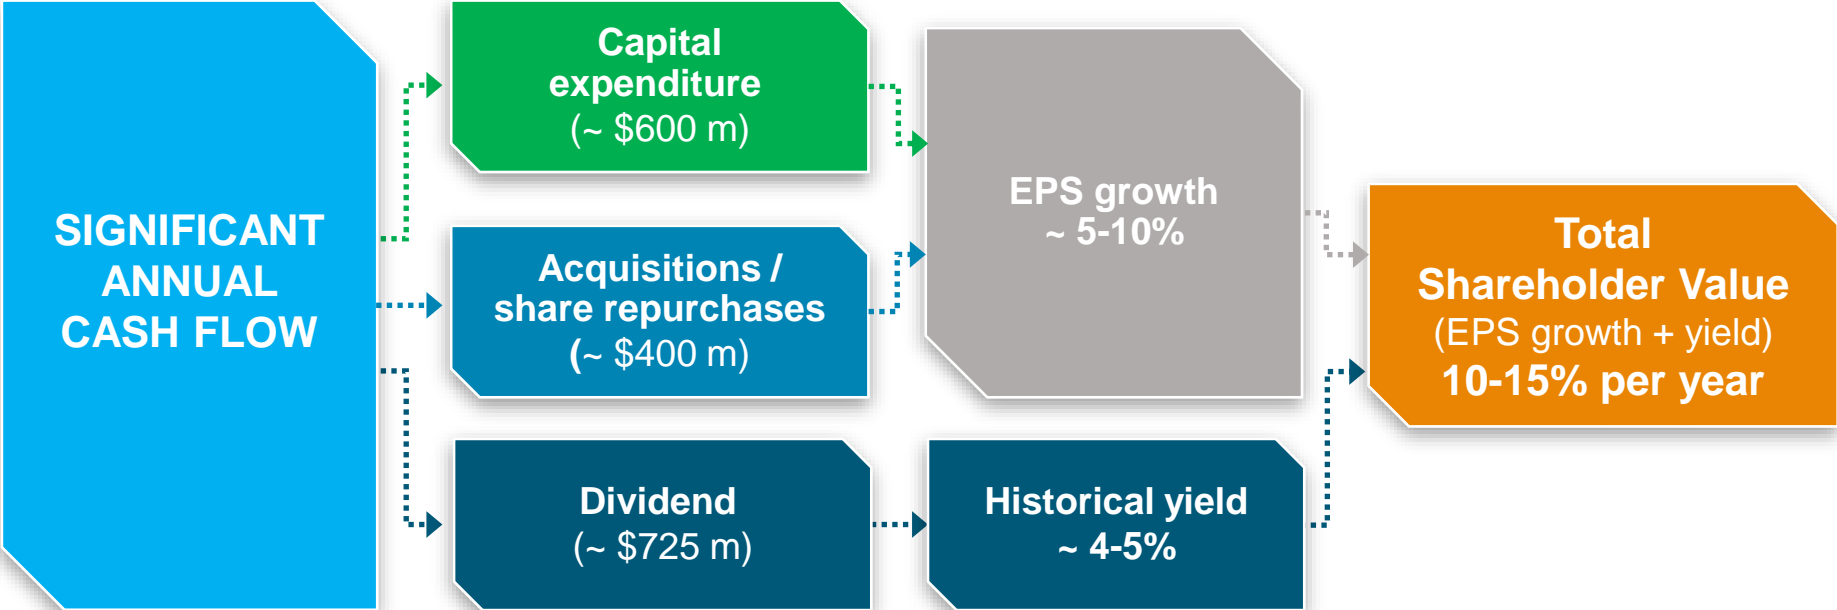 SIGNIFICANT
ANNUAL
CASH FLOW
Capital
expenditure
(~ $600 m)
Acquisitions /
share repurchases
(~ $400 m)
Dividend
(~ $725 m)
EPS growth
~ 5-10%
Historical yield
~ 4-5%
Total
Shareholder Value
(EPS growth + yield)
10-15% per year